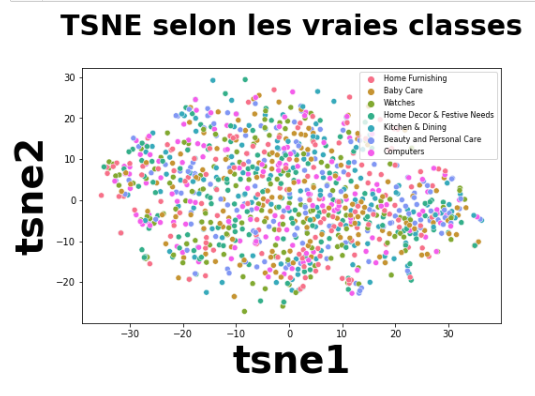 TSNE selon les vraies classes
Home Furnishing
Baby Care
Watches
Home Decor & Festive Needs
Kitchen & Dining
Beauty and Personal Care
Computers
tsne2
30
20
10
0
−10
−20
−30
−20
−10
0
10
20
30
tsne1